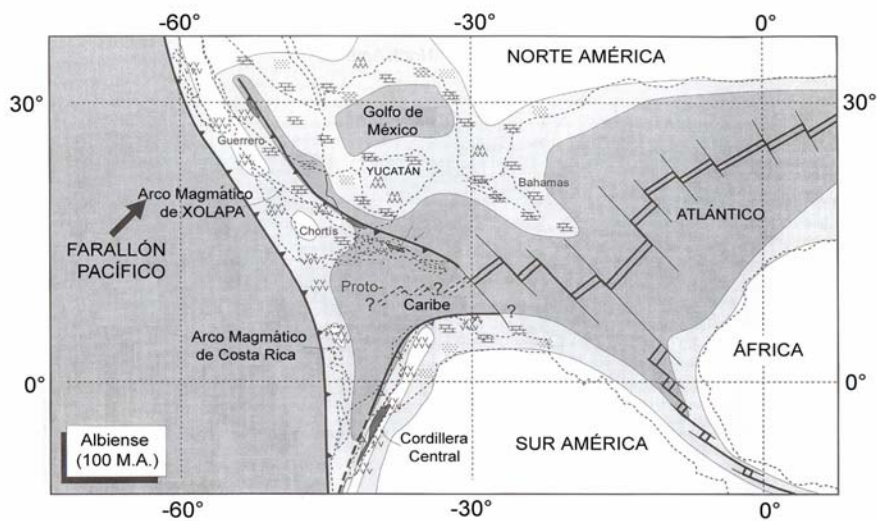 -60°
-30°
0°
NORTE AMÉRICA
30°
30°
Golfo de
México
Guerrero
YUCATÁN
Bahamas
Arco Magmático
de XOLAPA
ATLÁNTICO
Chortis
FARALLÓN
PACÍFICO
Proto-
?
?
Caribe
?
Arco Magmático
de Costa Rica
ÁFRICA
0°
0°
Albiense
(100 M.A.)
Cordillera
Central
SUR AMÉRICA
-60°
-30°
0°